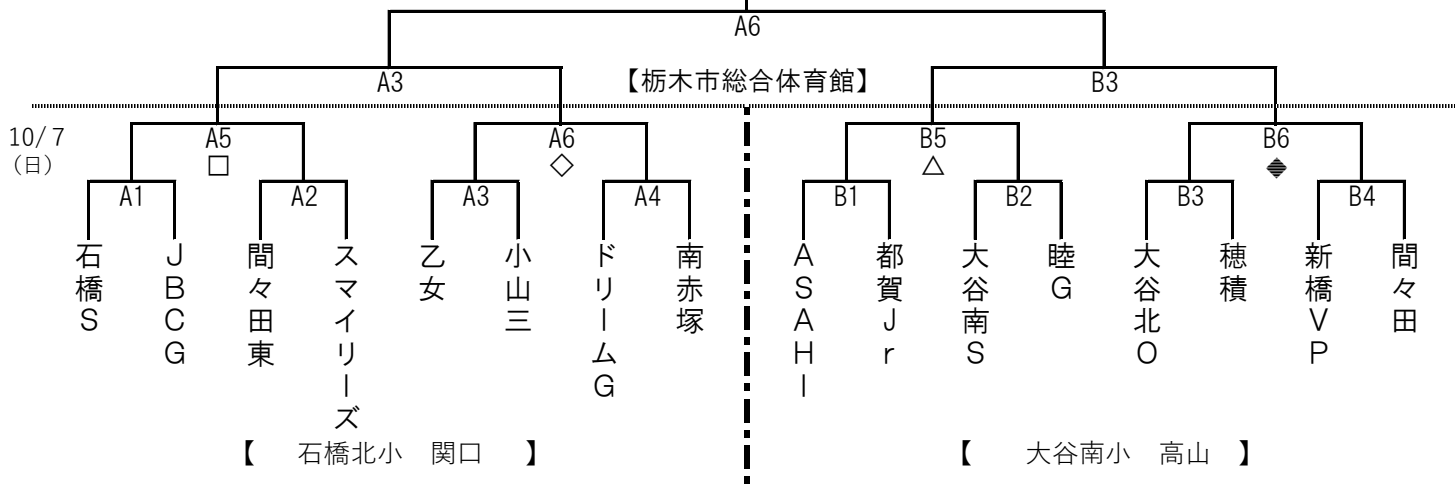 A6
A3
【栃木市総合体育館】
B3
10/7
(日)
A5
A6
B5
B6
□
◇
△
◆
A1
A2
A3
A4
B1
B2
B3
B4
石橋S
JBCG
間々田東
スマイリーズ
乙女
小山三
ドリームG
南赤塚
ASAHI
都賀Jr
大谷南S
睦G
大谷北O
穂積
新橋VP
間々田
【 石橋北小 関口 】
【 大谷南小 高山 】